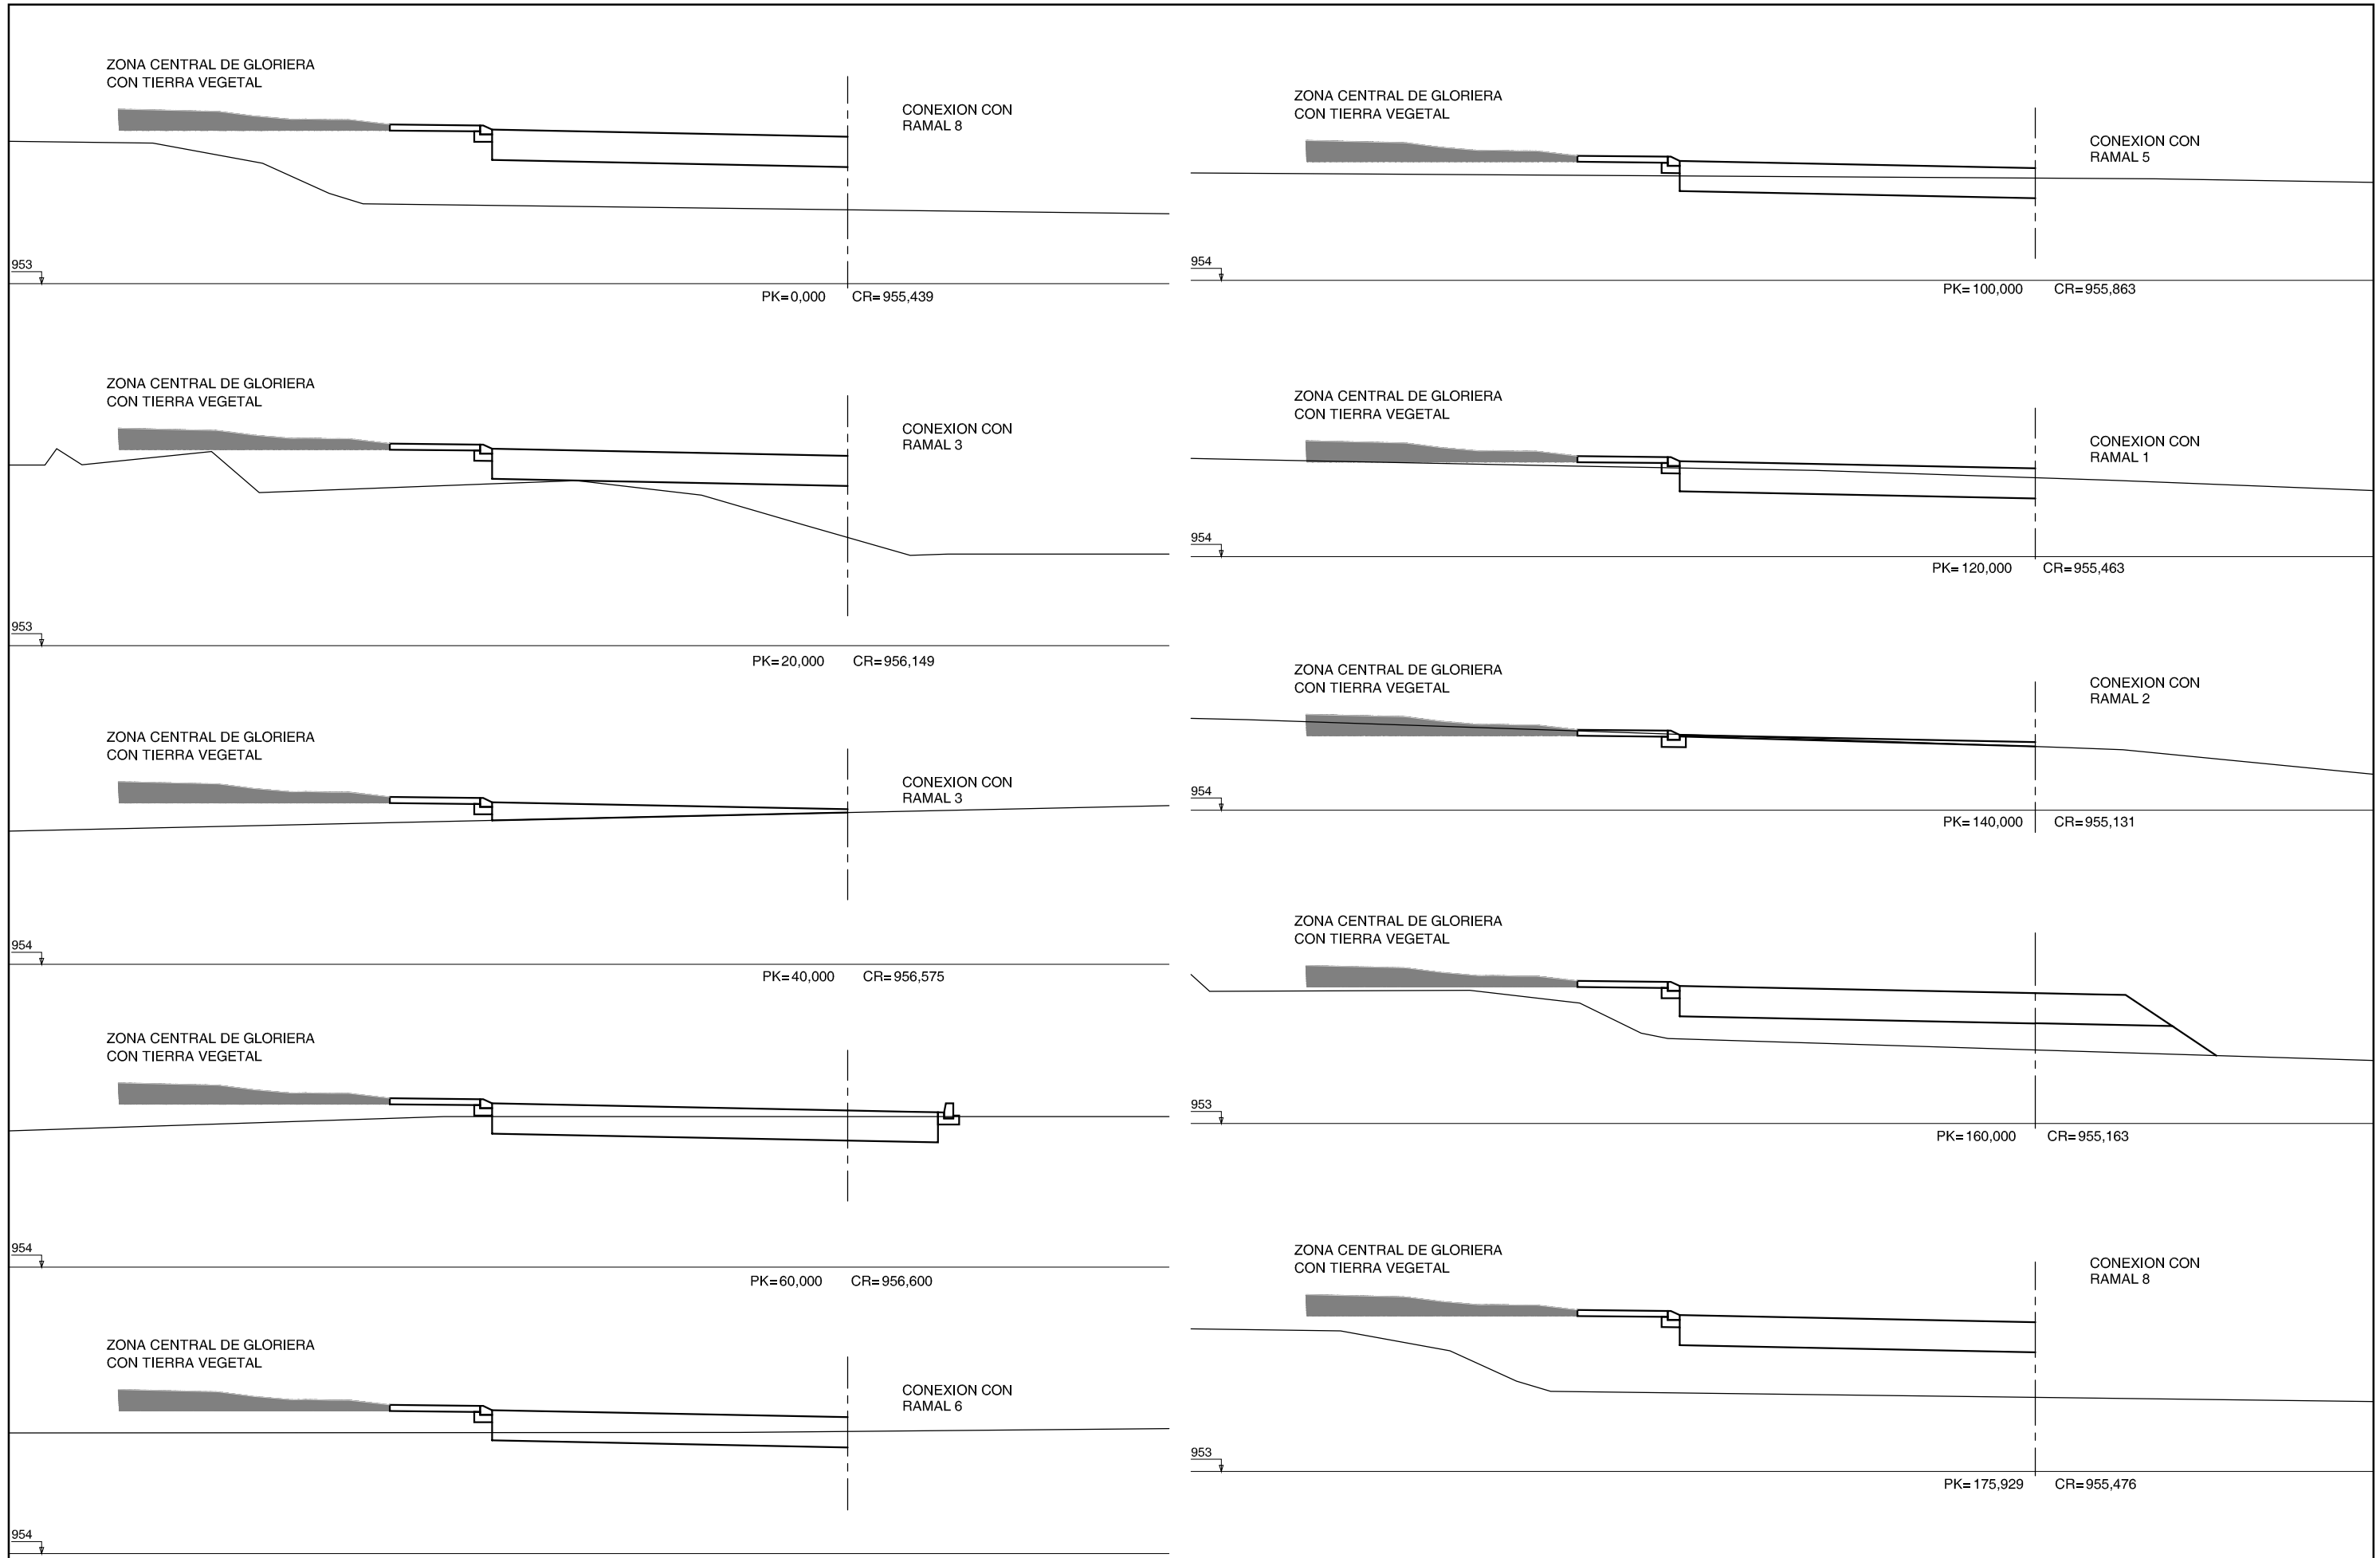 ZONA CENTRAL DE GLORIERA
CON TIERRA VEGETAL
CONEXION CON
RAMAL 8
953
PK=0,000 CR=955,439
ZONA CENTRAL DE GLORIERA
CON TIERRA VEGETAL
CONEXION CON
RAMAL 3
953
PK=20,000 CR=956,149
ZONA CENTRAL DE GLORIERA
CON TIERRA VEGETAL
CONEXION CON
RAMAL 3
954
PK=40,000 CR=956,575
ZONA CENTRAL DE GLORIERA
CON TIERRA VEGETAL
954
PK=60,000 CR=956,600
ZONA CENTRAL DE GLORIERA
CON TIERRA VEGETAL
CONEXION CON
RAMAL 6
954
ZONA CENTRAL DE GLORIERA
CON TIERRA VEGETAL
CONEXION CON
RAMAL 5
954
PK=100,000 CR=955,863
ZONA CENTRAL DE GLORIERA
CON TIERRA VEGETAL
CONEXION CON
RAMAL 1
954
PK=120,000 CR=955,463
ZONA CENTRAL DE GLORIERA
CON TIERRA VEGETAL
CONEXION CON
RAMAL 2
954
PK=140,000 CR=955,131
ZONA CENTRAL DE GLORIERA
CON TIERRA VEGETAL
953
PK=160,000 CR=955,163
ZONA CENTRAL DE GLORIERA
CON TIERRA VEGETAL
CONEXION CON
RAMAL 8
953
PK=175,929 CR=955,476